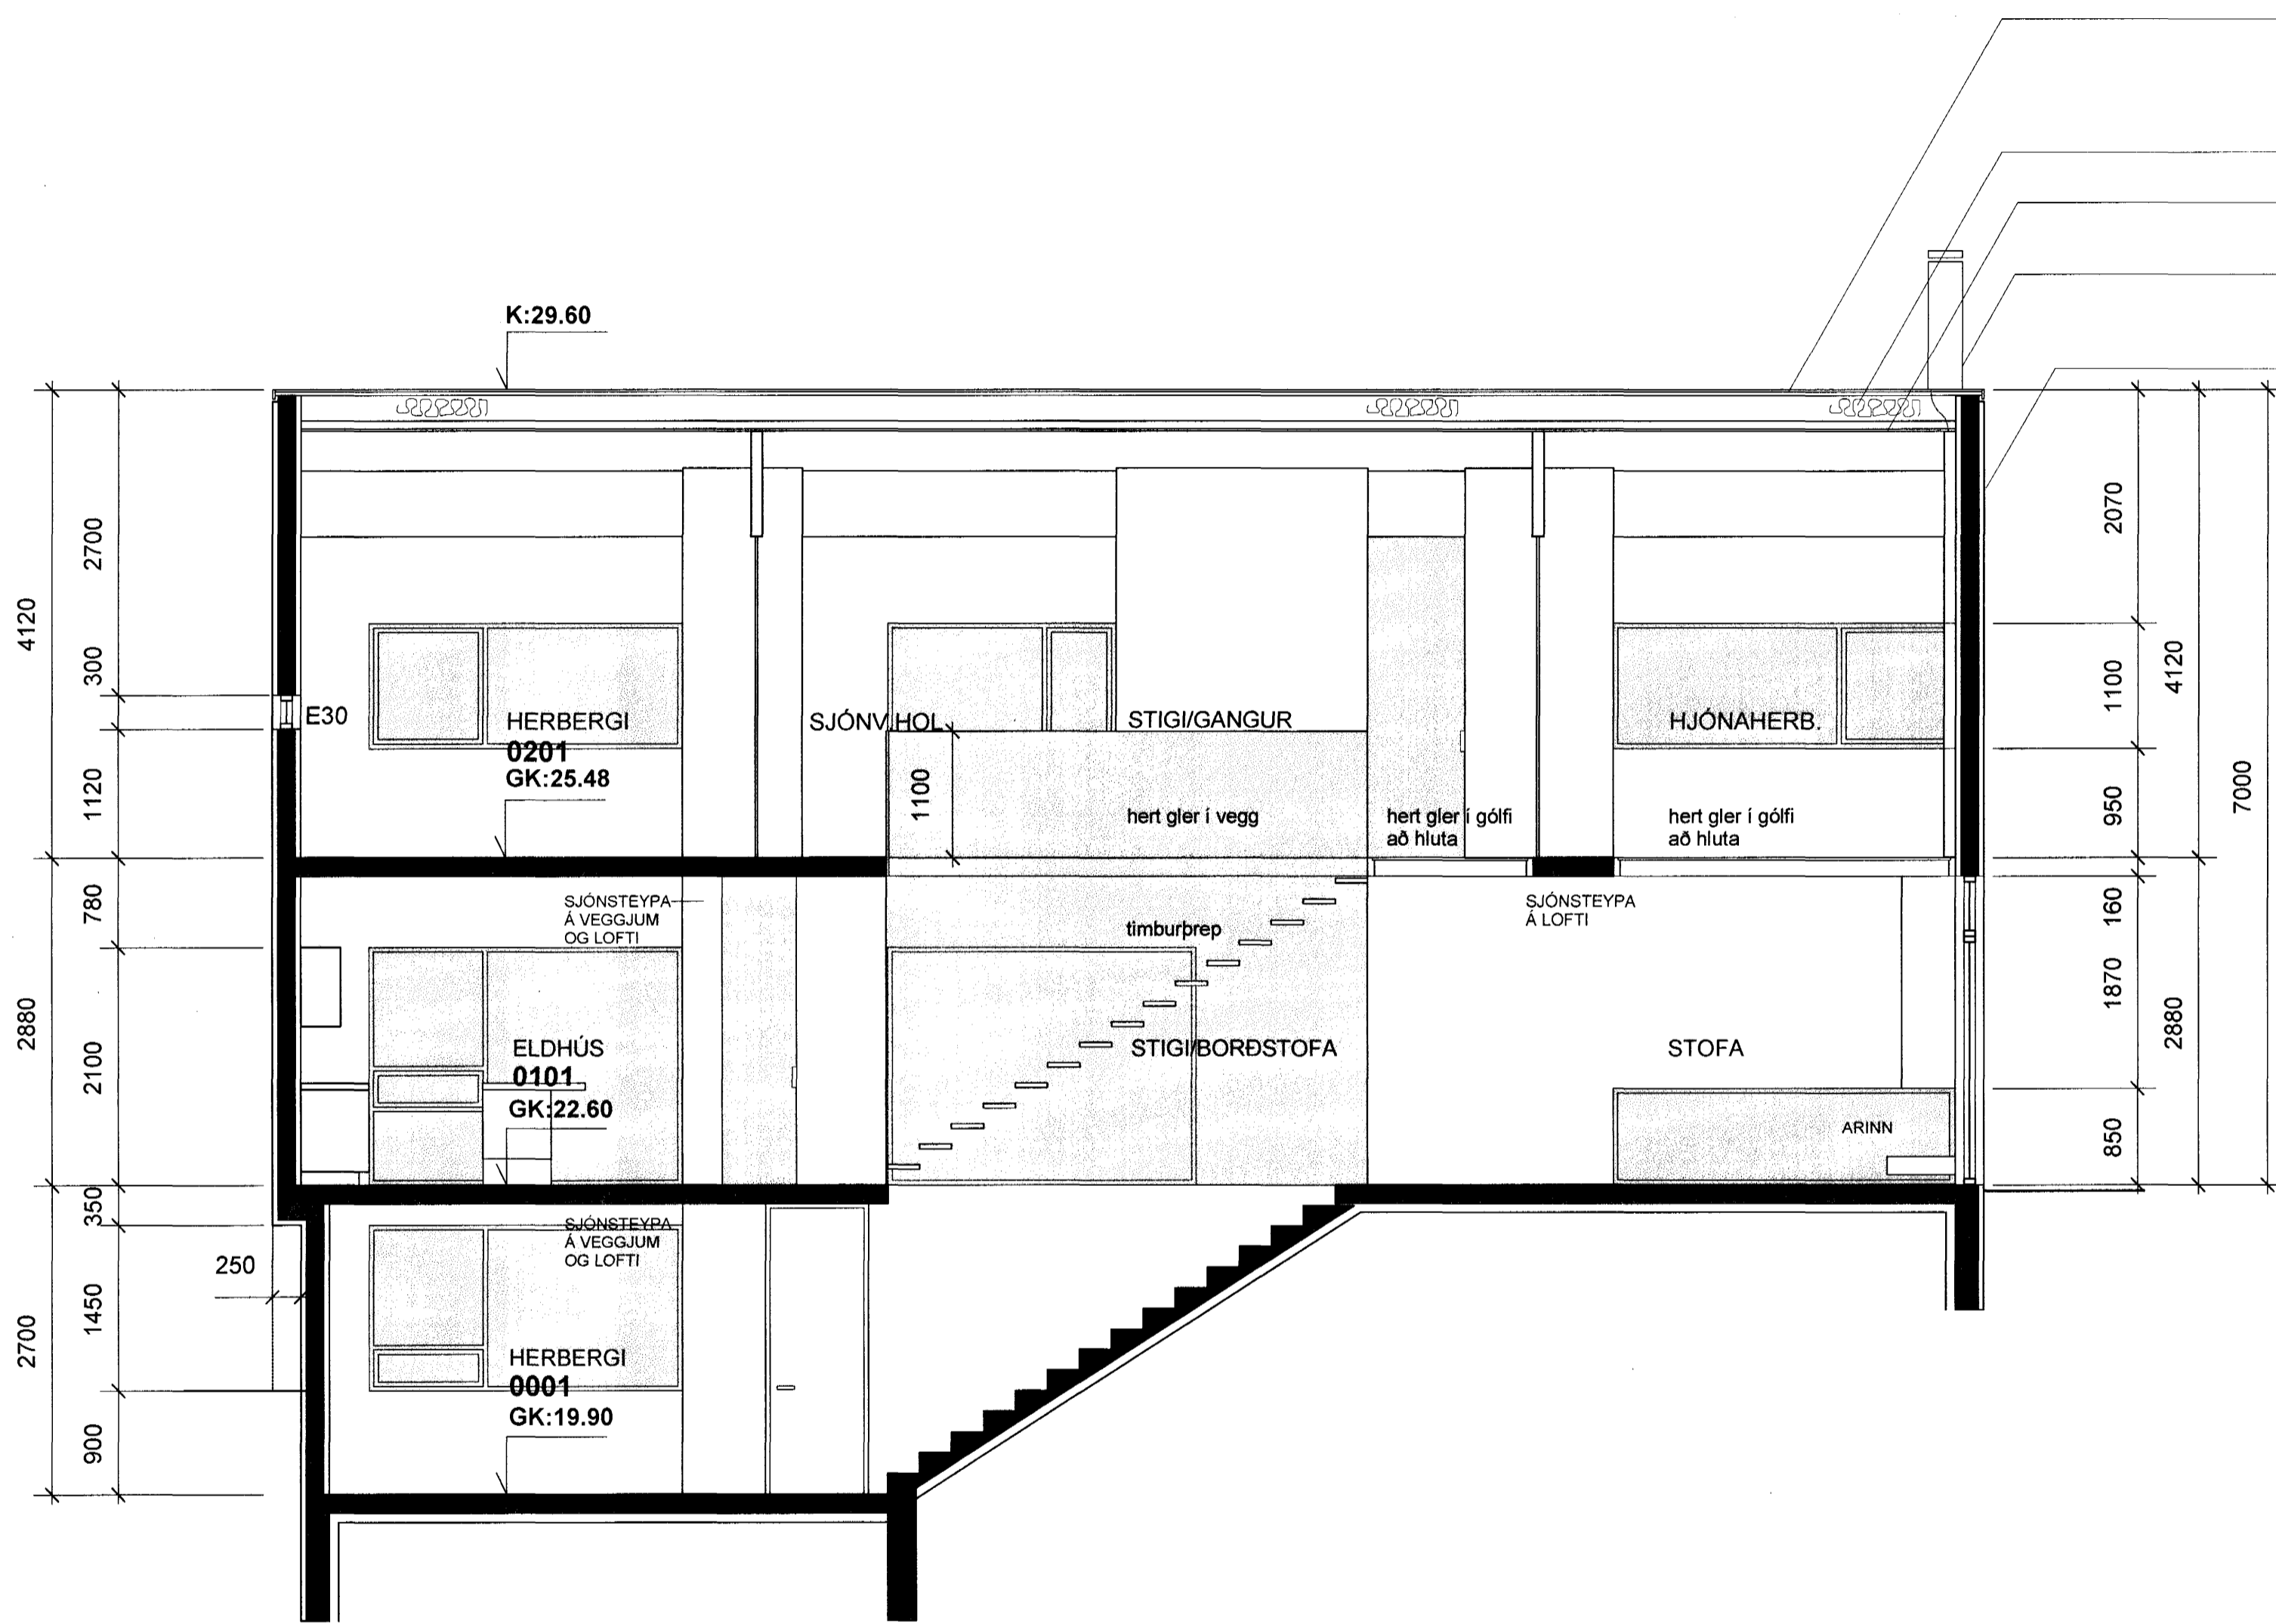 K:29.60
2700
4120
300
1120
780
2880
2100
350
250
1450
2700
900
E30
HERBERGI
0201
GK:25.48
SJÓNV.HOL
STIGI/GANGUR
HJÓNAHERB.
1100
hert gler í vegg
hert gler í gólfi
að hluta
hert gler í gólfi
að hluta
SJÓNSTEYPA
Á VEGGJUM
OG LOFTI
timburþrep
SJÓNSTEYPA
Á LOFTI
ELDHÚS
0101
GK:22.60
STIGI/BORÐSTOFA
STOFA
ARINN
SJÓNSTEYPA
Á VEGGJUM
OG LOFTI
HERBERGI
0001
GK:19.90
2070
1100
4120
950
7000
160
1870
2880
850